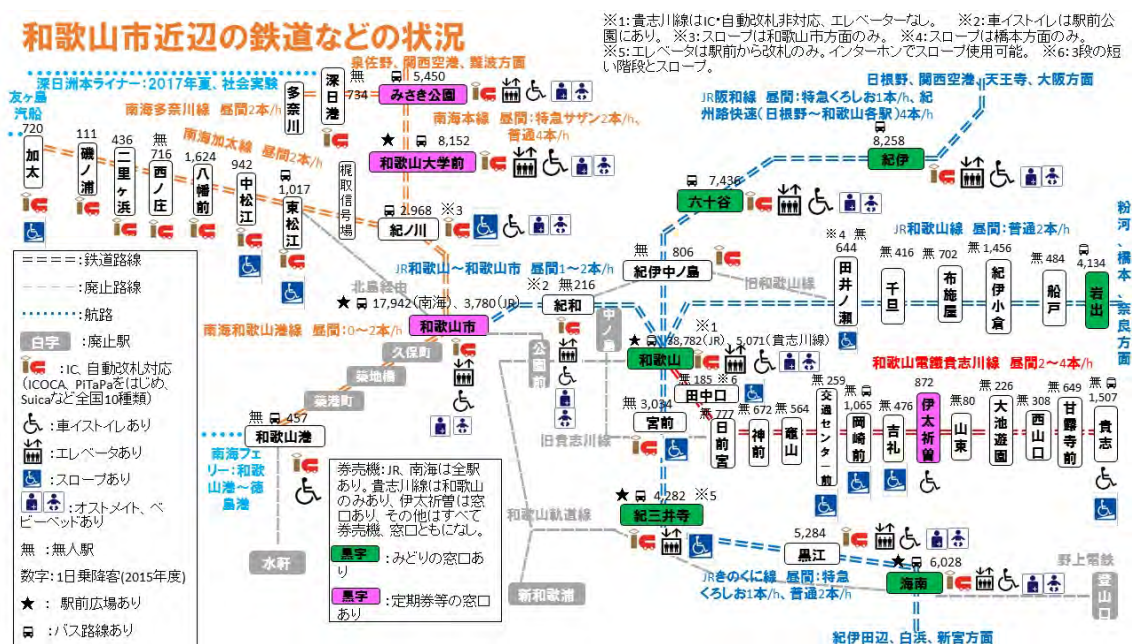 和歌山市近辺の鉄道などの状況
※1:貴志川線はIC・自動改札非対応、エレベーターなし。 ※2:車イストイレは駅前公
園にあり。 ※3:スロープは和歌山市方面のみ。 ※4:スロープは橋本方面のみ。
※5:エレベータは駅前から改札のみ。インターホンでスロープ使用可能。 ※6:3段の短
い階段とスロープ。
深日洲本ライナー:2017年夏、社会実験
友ヶ島
汽船
泉佐野、関西空港、難波方面
5,450
みさき公園
無
734
深日港
多奈川
南海多奈川線 昼間2本/h
南海本線 昼間:特急サザン2本/h、
普通4本/h
★ 8,152
和歌山大学前
梶取信号場
2,968 ※3
紀ノ川
南海加太線 昼間2本/h
720
加太
111
磯ノ浦
436
二里ヶ浜
無
716
西ノ庄
1,624
八幡前
942
中松江
1,017
東松江
北島経由
日根野、関西空港、天王寺、大阪方面
JR阪和線 昼間:特急くろしお1本/h、紀
州路快速(日根野~和歌山各駅)4本/h
8,258
紀伊
7,436
六十谷
無 806
紀伊中ノ島
旧和歌山線
JR和歌山線 昼間:普通2本/h
※4 無
644
田井ノ瀬
無 416
千旦
無 702
布施屋
無 1,456
紀伊小倉
無 484
船戸
4,134
岩出
粉河、橋本、奈良方面
JR和歌山~和歌山市 昼間1~2本/h
※2 無216
紀和
★ 17,942(南海)、3,780(JR)
和歌山市
南海和歌山港線 昼間:0~2本/h
久保町
築地橋
築港町
無 457
和歌山港
南海フェ
リー:和歌
山港~徳
島港
水軒
公園前
中ノ島
※1
★ 38,782(JR)、5,071(貴志川線)
和歌山
和歌山電鐵貴志川線 昼間2~4本/h
無 185 ※6
田中口
無 777
日前宮
無 672
神前
無 564
竈山
無 259
交通センター前
無
1,065
岡崎前
無 476
吉礼
872
伊太祈曽
無80
山東
無 226
大池遊園
無 308
西山口
無 649
甘露寺前
無
1,507
貴志
無 3,034
宮前
旧貴志川線
和歌山軌道線
新和歌浦
★ 4,282 ※5
紀三井寺
5,284
黒江
★ 6,028
海南
野上電鉄
登山口
JRきのくに線 昼間:特急
くろしお1本/h、普通2本/h
紀伊田辺、白浜、新宮方面
:鉄道路線
:廃止路線
:航路
白字 :廃止駅
:IC、自動改札対応
(ICOCA、PiTaPaをはじめ、
Suicaなど全国10種類)
:車イストイレあり
:エレベータあり
:スロープあり
:オストメイト、ベ
ビーベッドあり
無 :無人駅
数字:1日乗降客(2015年度)
★ :駅前広場あり
:バス路線あり
券売機:JR、南海は全駅
あり。貴志川線は和歌山
のみあり、伊太祈曽は窓
口あり、その他はすべて
券売機、窓口ともになし。
黒字 :みどりの窓口あ
り
黒字 :定期券等の窓口
あり